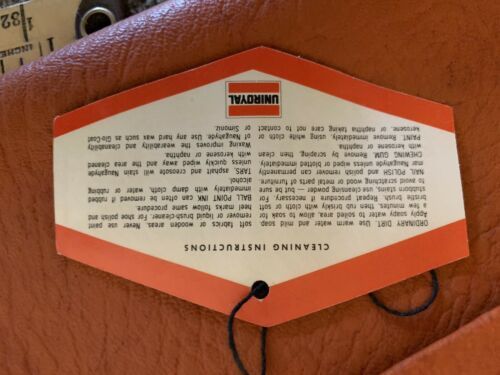 CLEANING INSTRUCTIONS
ORDINARY DIRT. Use warm water and mild soap.
Apply soapy water to soiled area allow to soak for
a few minutes, then rub briskly with cloth or soft
bristle brush. Repeat procedure if necessary. For
stubborn stains, use cleaning powder — but be sure
to avoid scratching wood or metal parts of furniture
NAIL POLISH and polish remover can permanently
mar Naugahyde unless wiped or blotted immediately
CHEWING GUM. Remove by scraping, then clean
with kerosene or naphtha.
PAINT. Remove immediately, using white cloth or
kerosene, or naphtha taking care not to contact
soft fabrics or wooden areas. Never use paint
remover or liquid brush-cleaner. For shoe polish and
heel marks follow same procedure.
BALL POINT INK can often be removed if rubbed
immediately with damp cloth, or rubbing
alcohol.
TARS, asphalt and creosote will stain Naugahyde
unless quickly wiped away and the area cleaned
with kerosene or naphtha
Waxing improves the wearability and cleanability
of Naugahyde. Use any hard wax such as Glo-Coat
or Simoniz.
UNIROYAL
32
INCHES